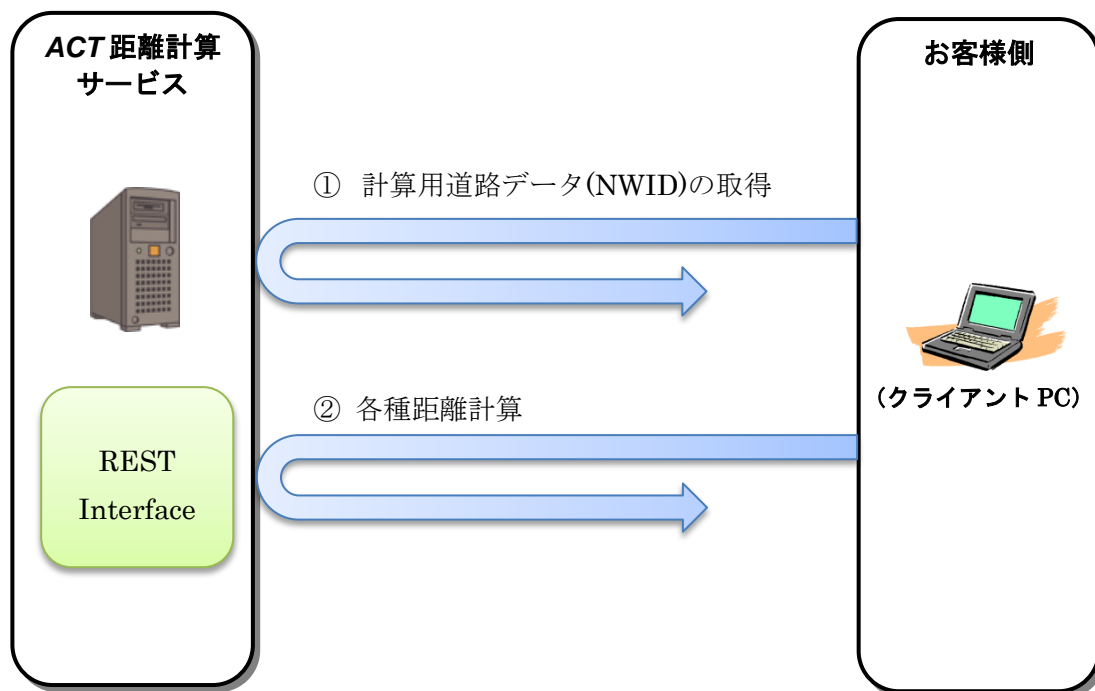 ACT 距離計算
サービス
お客様側
① 計算用道路データ(NWID)の取得
(クライアント PC)
② 各種距離計算
REST
Interface